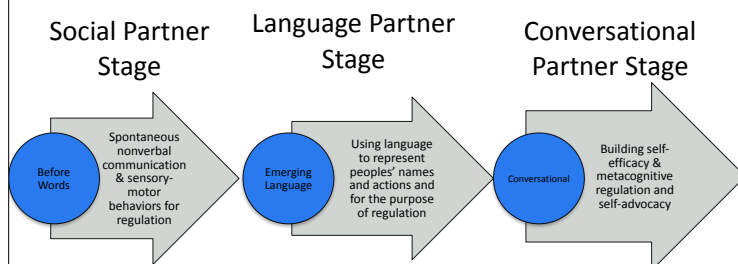 Social Partner
Stage
Language Partner
Stage
Conversational
Partner Stage
Before
Words
Spontaneous
nonverbal
communication
& sensory-
motor
behaviors for
regulation
Emerging
Language
Using language
to represent
peoples' names
and actions and
for the purpose
of regulation
Conversational
Building self-
efficacy &
metacognitive
regulation and
self-advocacy